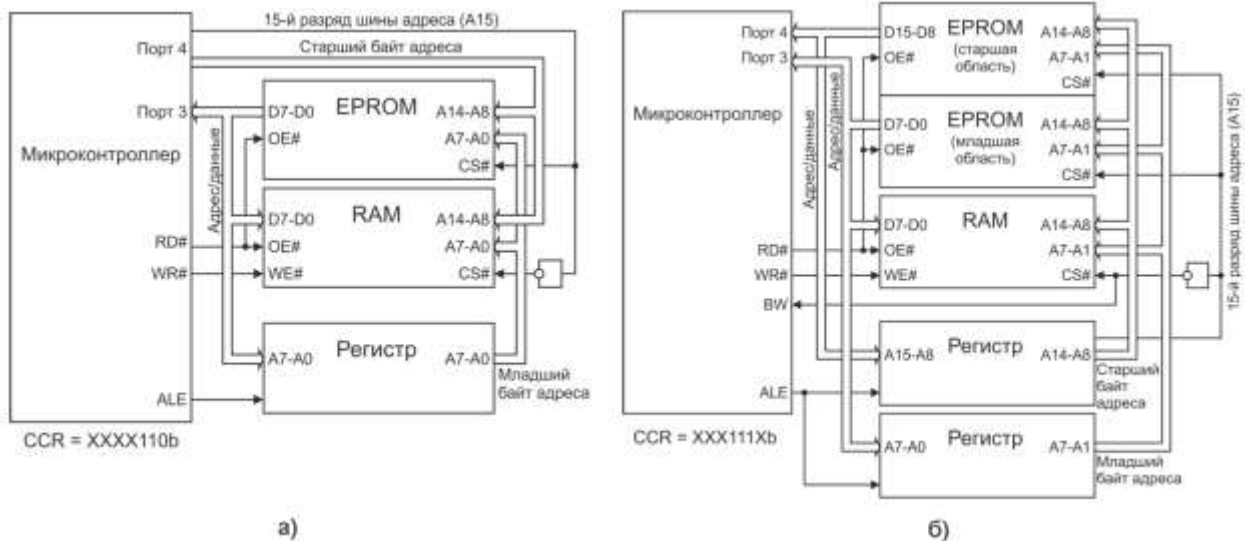 15-й разряд шины адреса (A15)
Порт 4
Старший байт адреса
Порт 3
D7-D0
EPROM
A14-A8
OE#
A7-A0
CS#
Микроконтроллер
Адрес/данные
RAM
D7-D0
A14-A8
A7-A0
RD#
OE#
WR#
WE#
CS#
Регистр
A7-A0
A7-A0
Младший
байт адреса
ALE
CCR = XXXX110b
а)
Порт 4
D15-D8
EPROM
(старшая
область)
A14-A8
Порт 3
OE#
A7-A1
CS#
Микроконтроллер
D7-D0
EPROM
(младшая
область)
A14-A8
OE#
A7-A1
CS#
Адрес/данные
Адрес/данные
15-й разряд шины адреса (A15)
RAM
D7-D0
A14-A8
RD#
OE#
A7-A1
WR#
WE#
CS#
BW
Регистр
A15-A8
A14-A8
Старший
байт
адреса
ALE
Регистр
A7-A0
A7-A1
Младший
байт адреса
CCR = XXX111Xb
б)